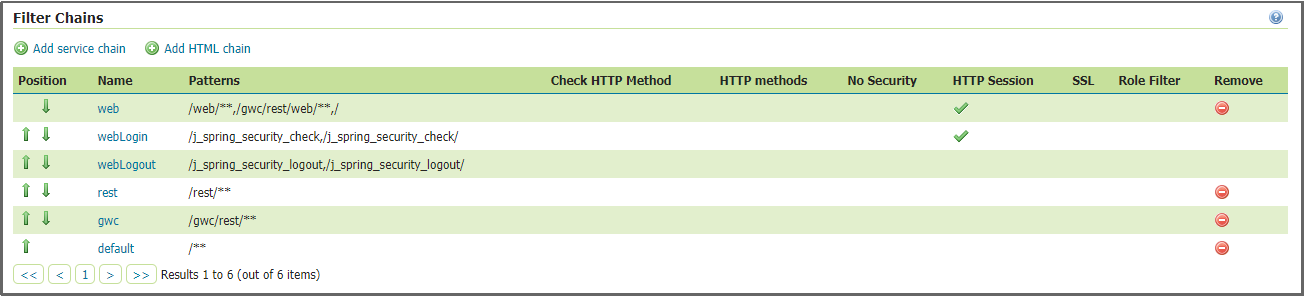 Filter Chains
Add service chain Add HTML chain
Position Name Patterns Check HTTP Method HTTP methods No Security HTTP Session SSL Role Filter Remove
web /web/**,/gwc/rest/web/**,/
webLogin /j_spring_security_check,/j_spring_security_check/
webLogout /j_spring_security_logout,/j_spring_security_logout/
rest /rest/**
gwc /gwc/rest/**
default /**
<< < 1 > >> Results 1 to 6 (out of 6 items)